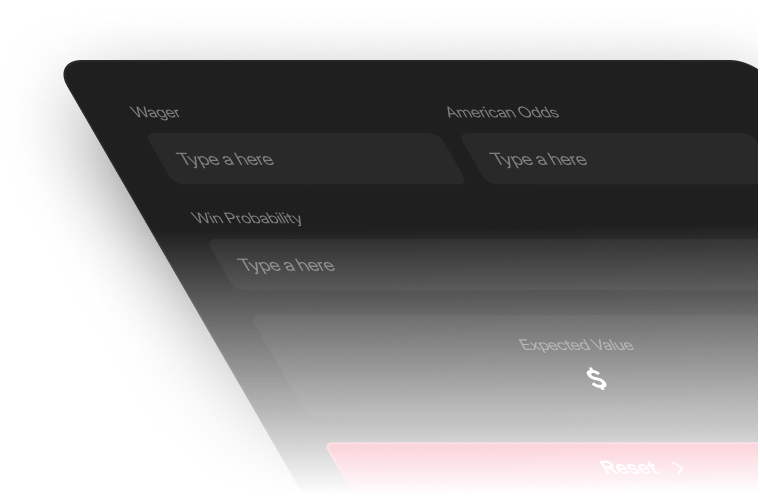 Wager American Odds
Type a here Type a here
Win Probability
Type a here
Expected Value
$
Reset